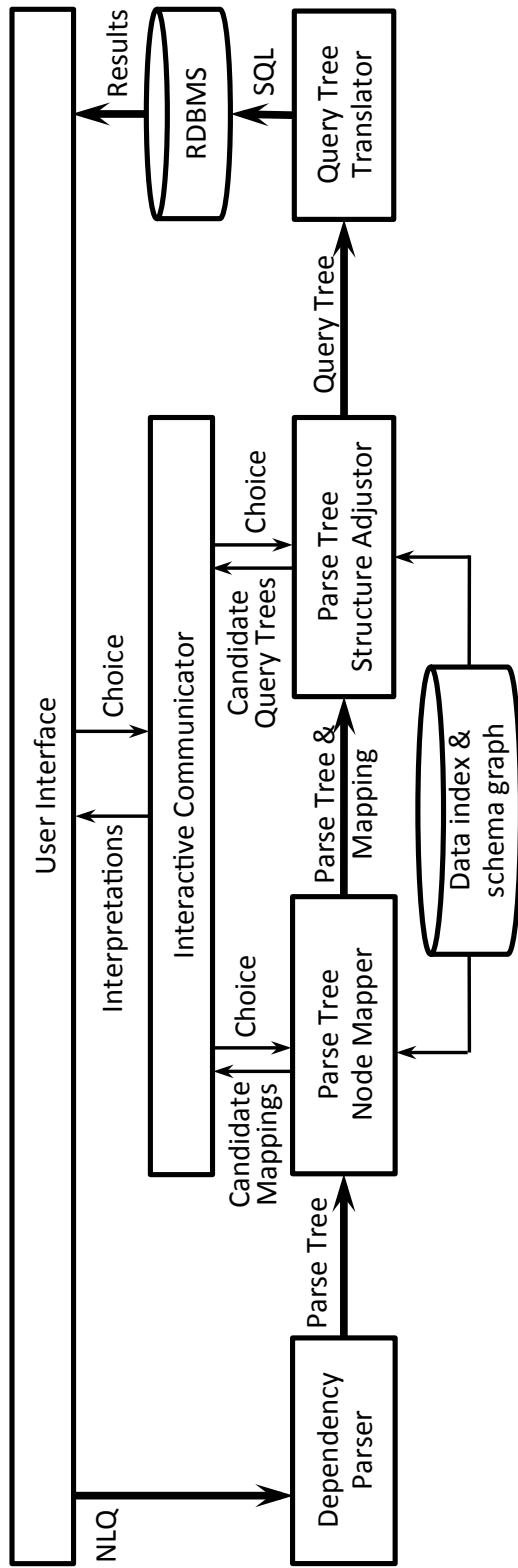 User Interface
NLQ
Interpretations
Choice
Results
Interactive Communicator
RDBMS
Candidate
Mappings
Choice
Candidate
Query Trees
Choice
SQL
Dependency
Parser
Parse Tree
Parse Tree
Node Mapper
Parse Tree &
Mapping
Parse Tree
Structure Adjustor
Query Tree
Query Tree
Translator
Data index &
schema graph